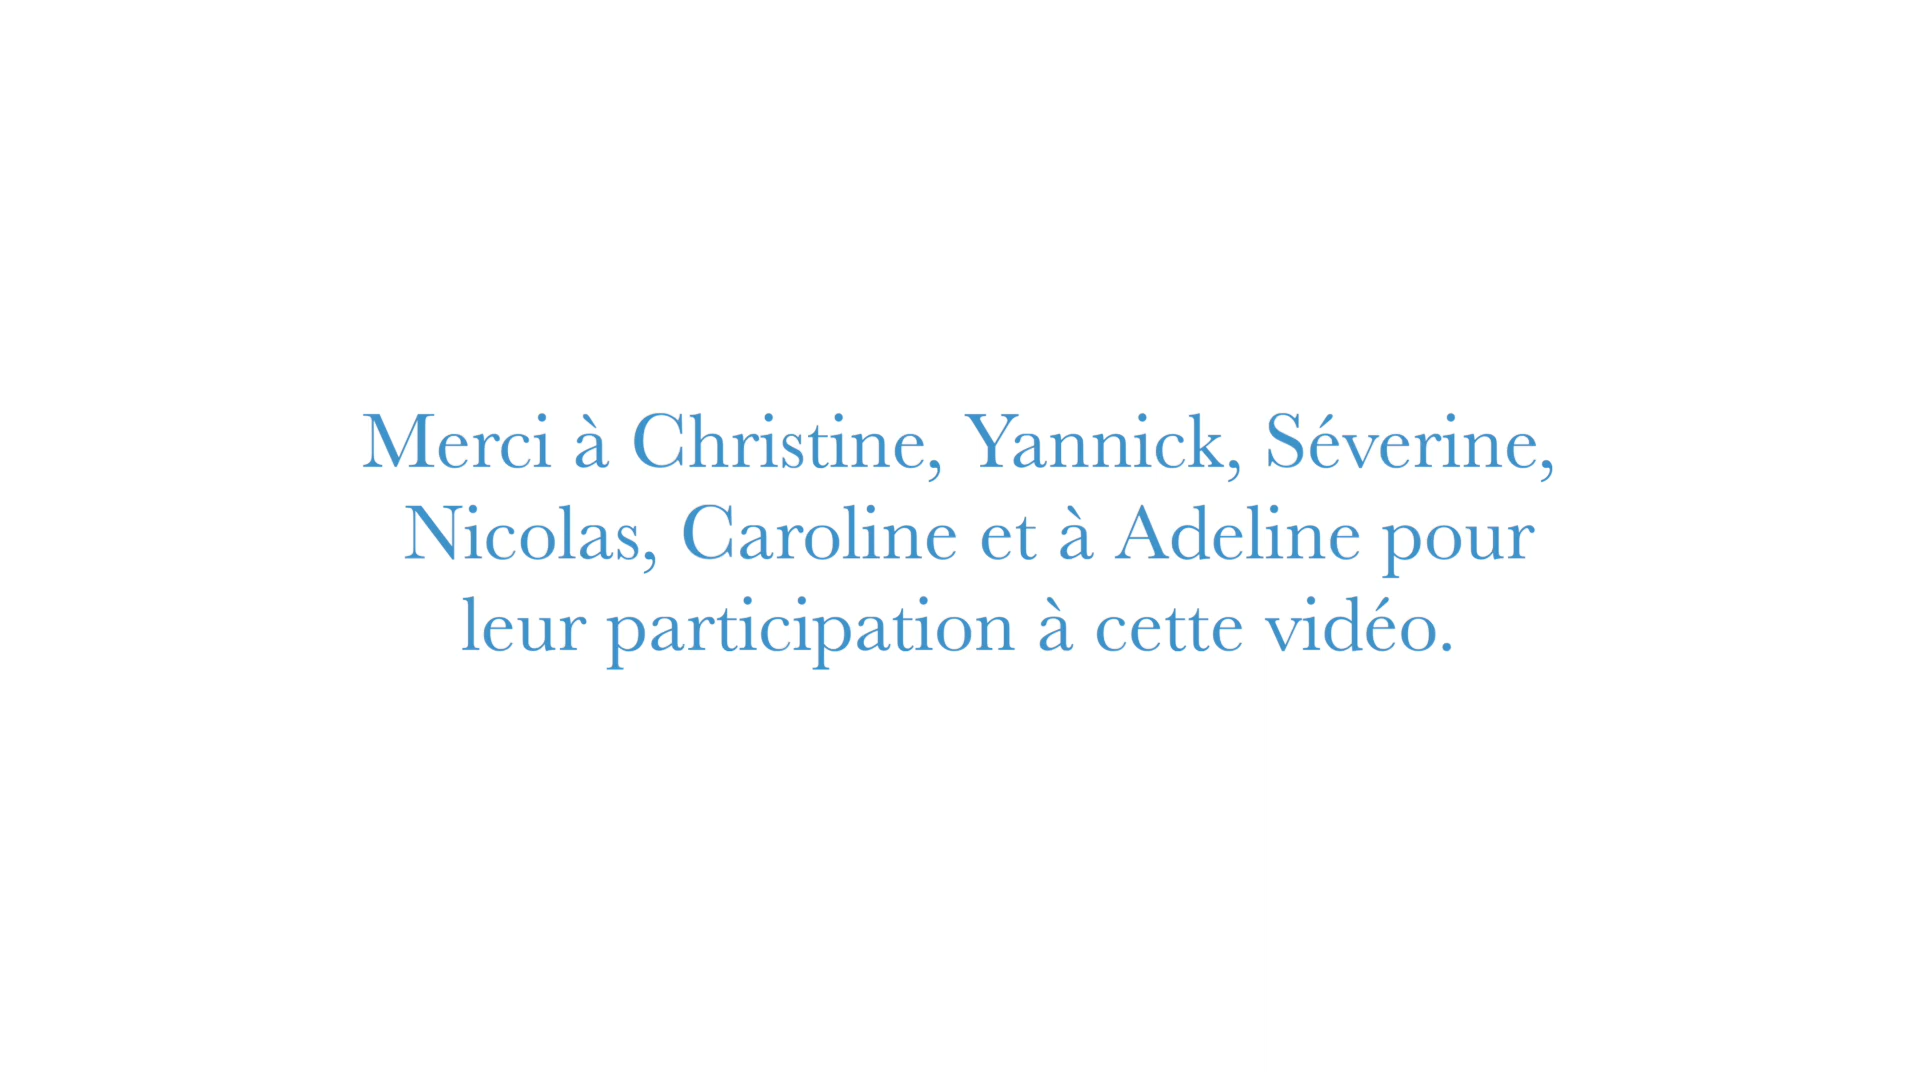 Merci à Christine, Yannick, Séverine,
Nicolas, Caroline et à Adeline pour
leur participation à cette vidéo.